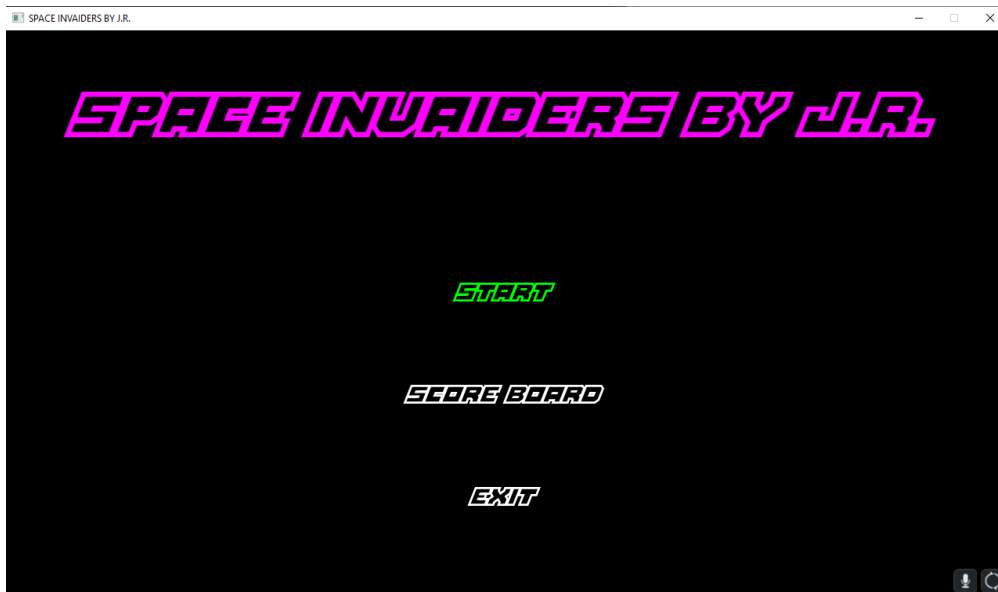 SPACE INVAIDERS BY J.R.
SPACE INVAIDERS BY J.R.
START
SCORE BOARD
EXIT